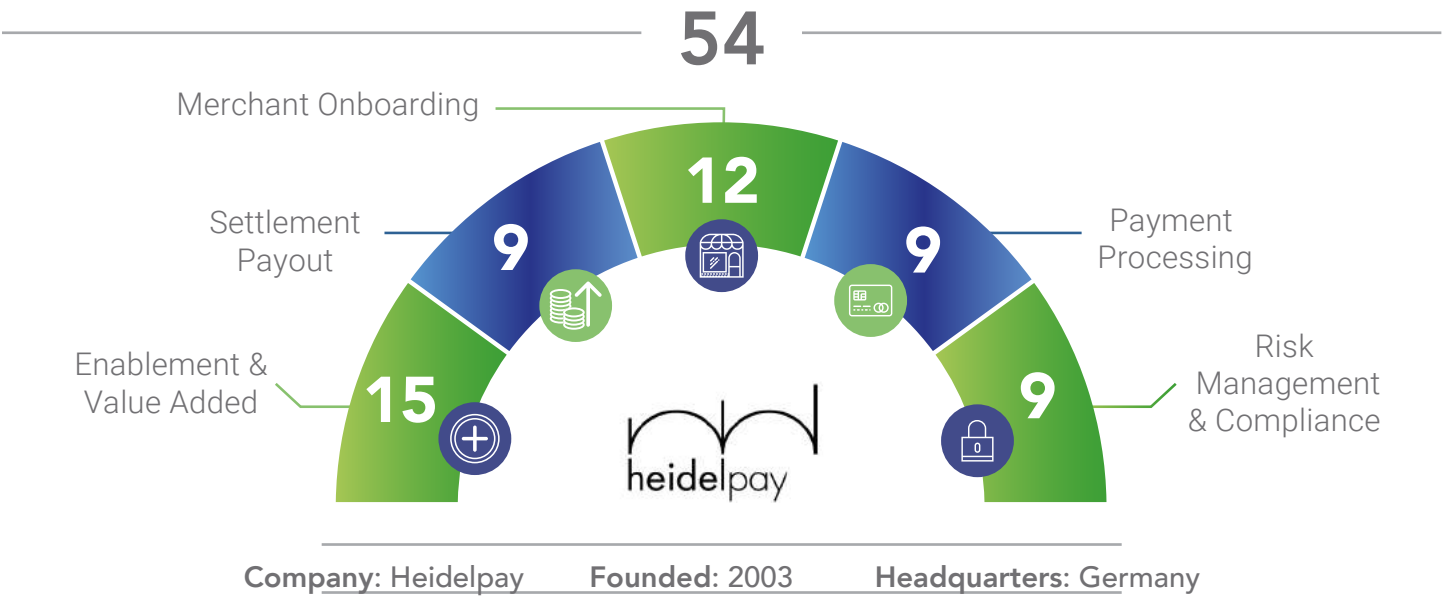 54
Merchant Onboarding
12
Settlement
Payout
9
9
Payment
Processing
Enablement &
Value Added
15
9
Risk
Management
& Compliance
0
heidelpay
Company: Heidelpay Founded: 2003 Headquarters: Germany